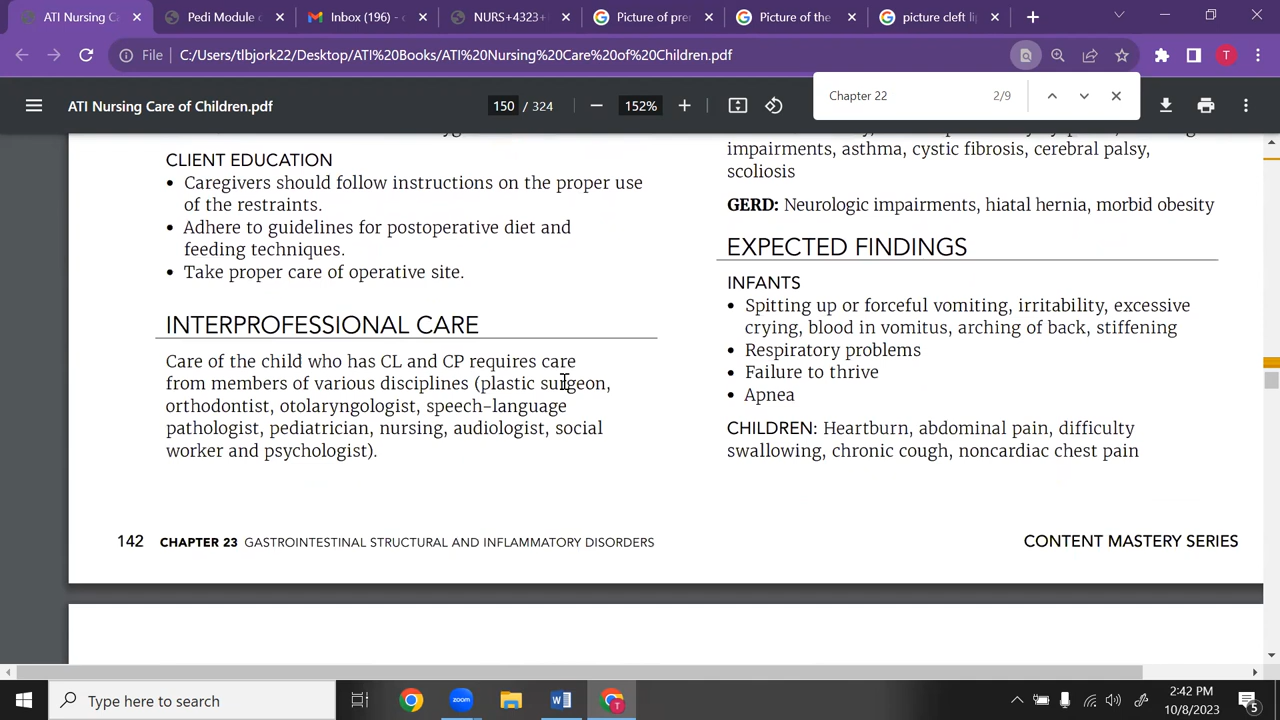 ATI Nursing Ca
Pedi Module
Inbox (196) -
NURS+4323
Picture of pre
Picture of the
picture cleft li
File
C:/Users/tlbjork22/Desktop/ATI%20Books/ATI%20Nursing%20Care%20of%20Children.pdf
T
ATI Nursing Care of Children.pdf
150 / 324
152%
Chapter 22
2/9
CLIENT EDUCATION
• Caregivers should follow instructions on the proper use
of the restraints.
• Adhere to guidelines for postoperative diet and
feeding techniques.
• Take proper care of operative site.
INTERPROFESSIONAL CARE
Care of the child who has CL and CP requires care
from members of various disciplines (plastic surgeon,
orthodontist, otolaryngologist, speech-language
pathologist, pediatrician, nursing, audiologist, social
worker and psychologist).
impairments, asthma, cystic fibrosis, cerebral palsy,
scoliosis
GERD: Neurologic impairments, hiatal hernia, morbid obesity
EXPECTED FINDINGS
INFANTS
• Spitting up or forceful vomiting, irritability, excessive
crying, blood in vomitus, arching of back, stiffening
• Respiratory problems
• Failure to thrive
• Apnea
CHILDREN: Heartburn, abdominal pain, difficulty
swallowing, chronic cough, noncardiac chest pain
142 CHAPTER 23 GASTROINTESTINAL STRUCTURAL AND INFLAMMATORY DISORDERS
CONTENT MASTERY SERIES
Type here to search
zoom
2:42 PM
10/8/2023
5